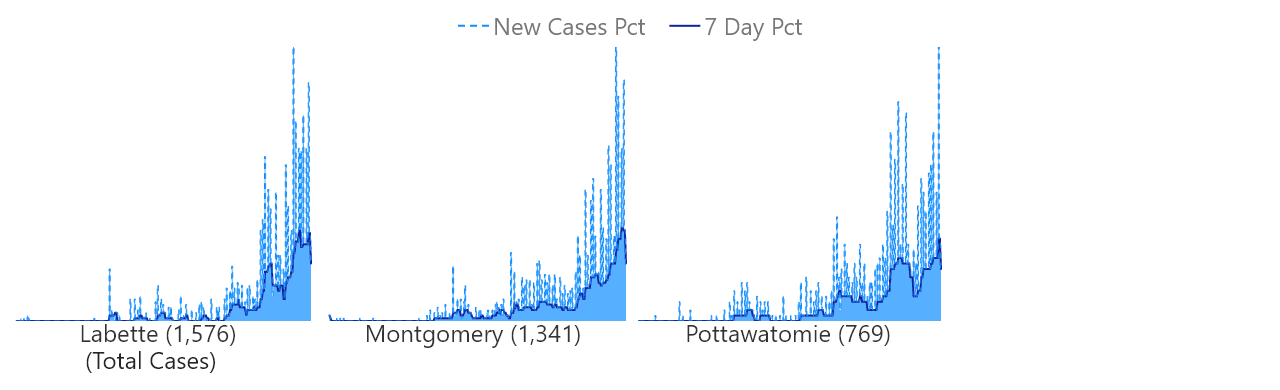 New Cases Pct 7 Day Pct
Labette (1,576) Montgomery (1,341) Pottawatomie (769)
(Total Cases)